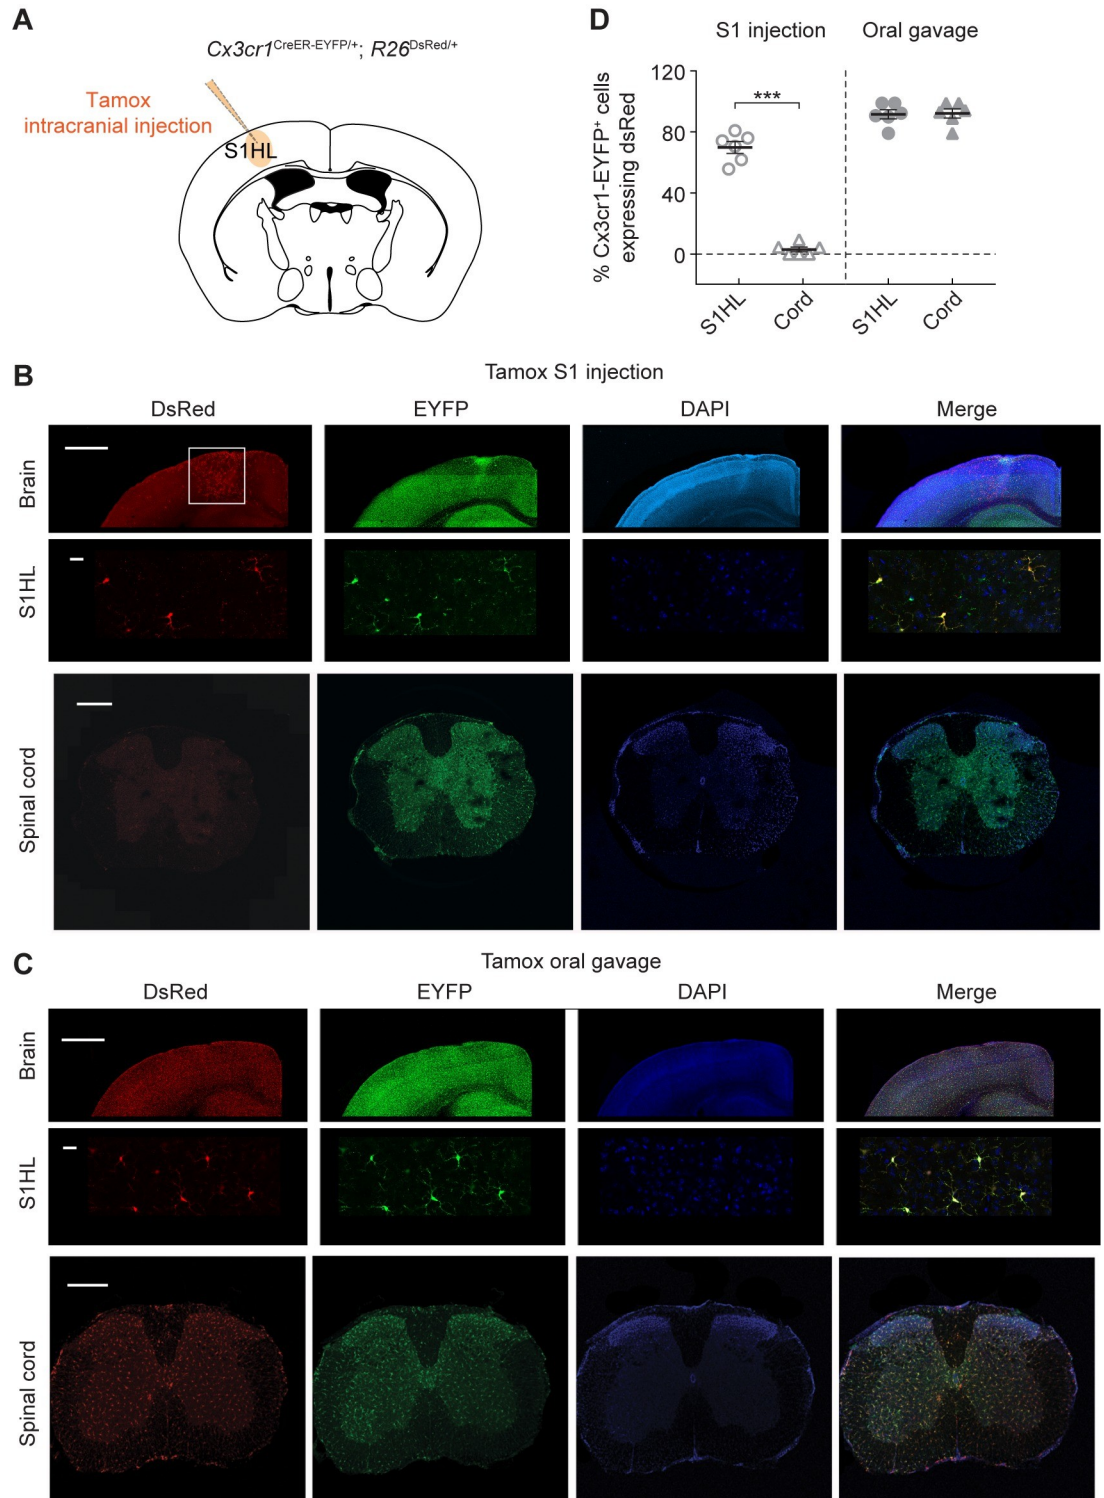 A
Cx3cr1CreER-EYFP/+; R26DsRed/+
Tamox
intracranial injection
S1HL
D
S1 injection
Oral gavage
% Cx3cr1-EYFP+ cells
expressing dsRed
120
80
40
0
***
S1HL
Cord
S1HL
Cord
B
Tamox S1 injection
DsRed
EYFP
DAPI
Merge
Brain
S1HL
Spinal cord
C
Tamox oral gavage
DsRed
EYFP
DAPI
Merge
Brain
S1HL
Spinal cord